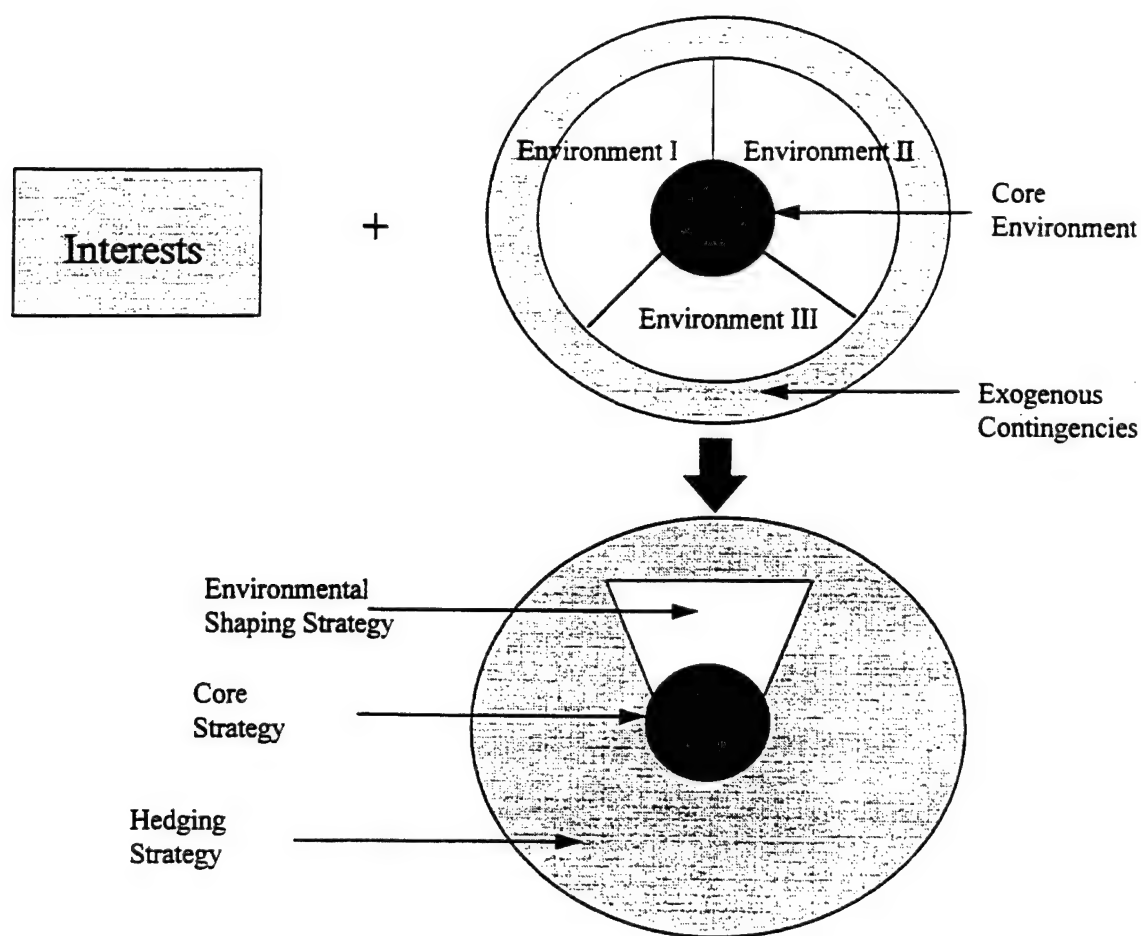 Environment I
Environment II
Interests
+
Core
Environment
Environment III
Exogenous
Contingencies
Environmental
Shaping Strategy
Core
Strategy
Hedging
Strategy